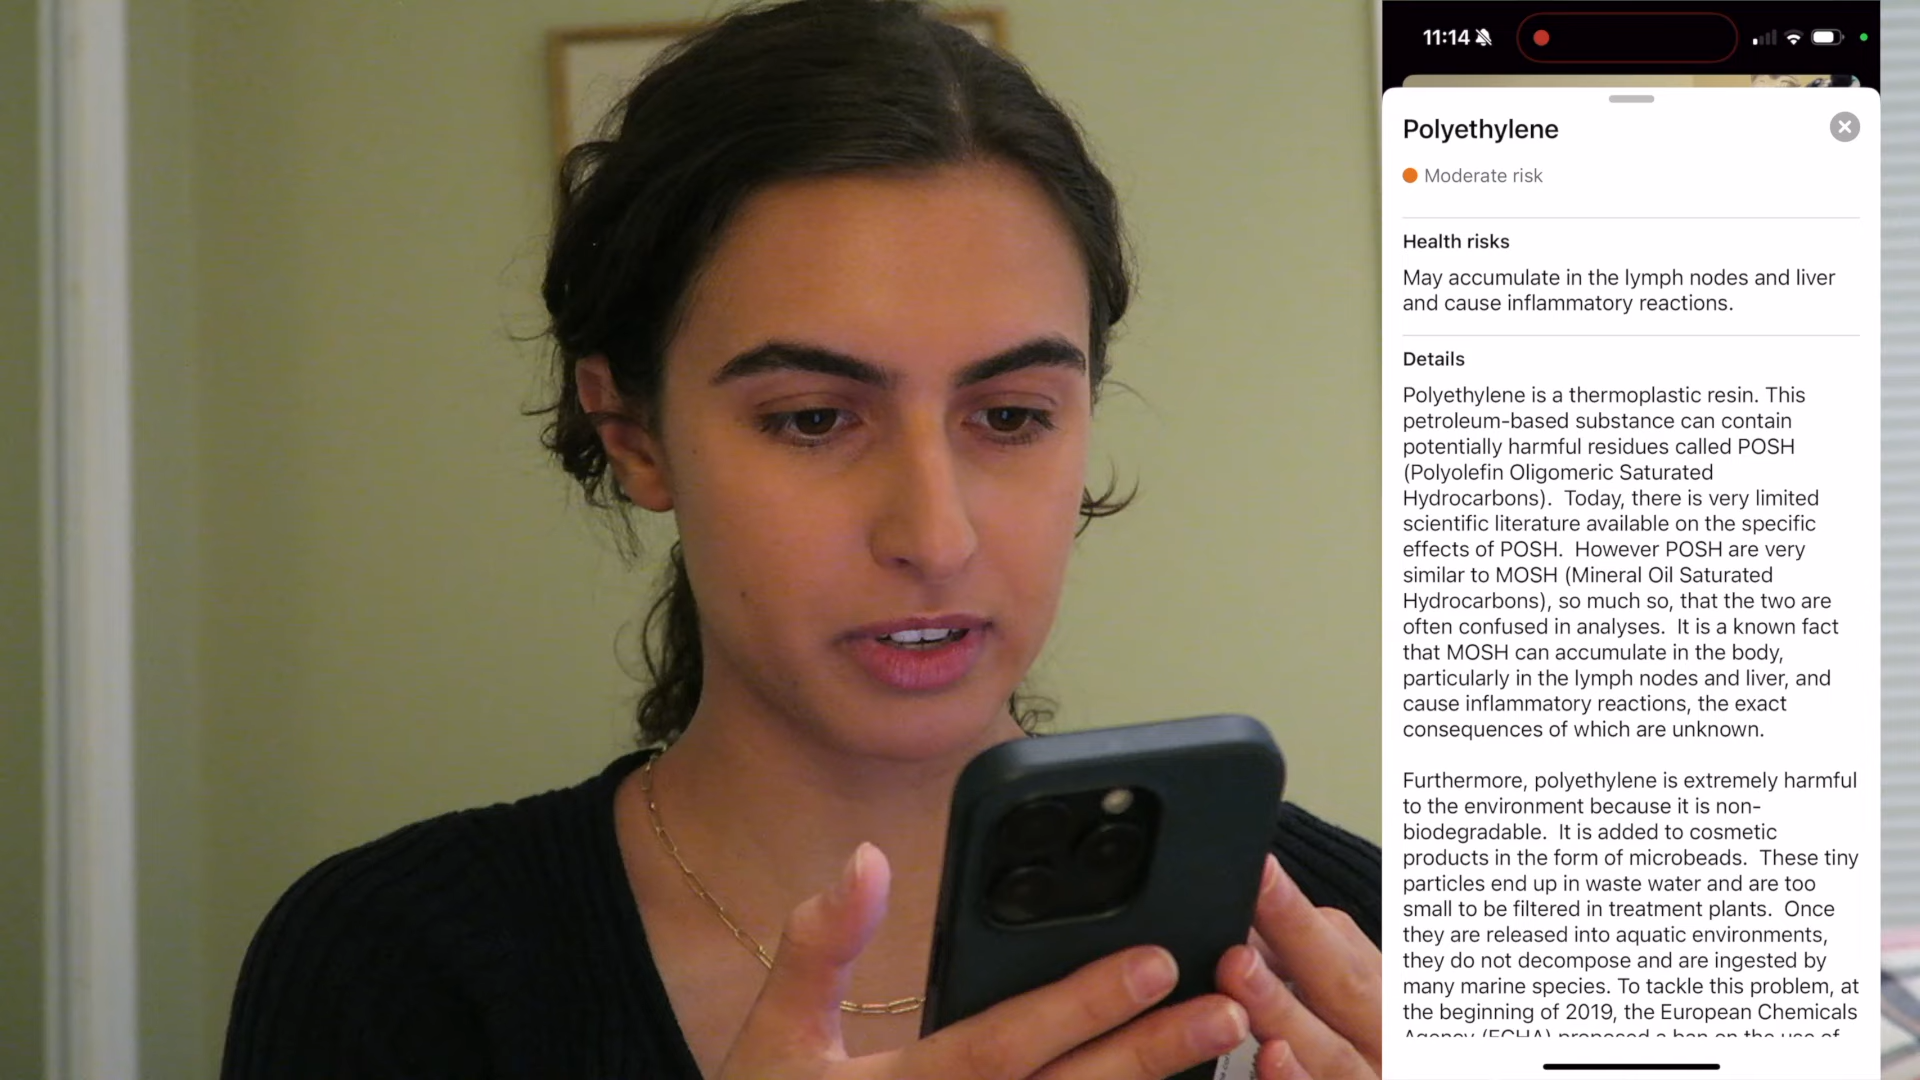 11:14
Polyethylene
Moderate risk
Health risks
May accumulate in the lymph nodes and liver
and cause inflammatory reactions.
Details
Polyethylene is a thermoplastic resin. This
petroleum-based substance can contain
potentially harmful residues called POSH
(Polyolefin Oligomeric Saturated
Hydrocarbons). Today, there is very limited
scientific literature available on the specific
effects of POSH. However POSH are very
similar to MOSH (Mineral Oil Saturated
Hydrocarbons), so much so, that the two are
often confused in analyses. It is a known fact
that MOSH can accumulate in the body,
particularly in the lymph nodes and liver, and
cause inflammatory reactions, the exact
consequences of which are unknown.
Furthermore, polyethylene is extremely harmful
to the environment because it is non-
biodegradable. It is added to cosmetic
products in the form of microbeads. These tiny
particles end up in waste water and are too
small to be filtered in treatment plants. Once
they are released into aquatic environments,
they do not decompose and are ingested by
many marine species. To tackle this problem, at
the beginning of 2019, the European Chemicals
Agency (ECHA) proposed a ban on the use of